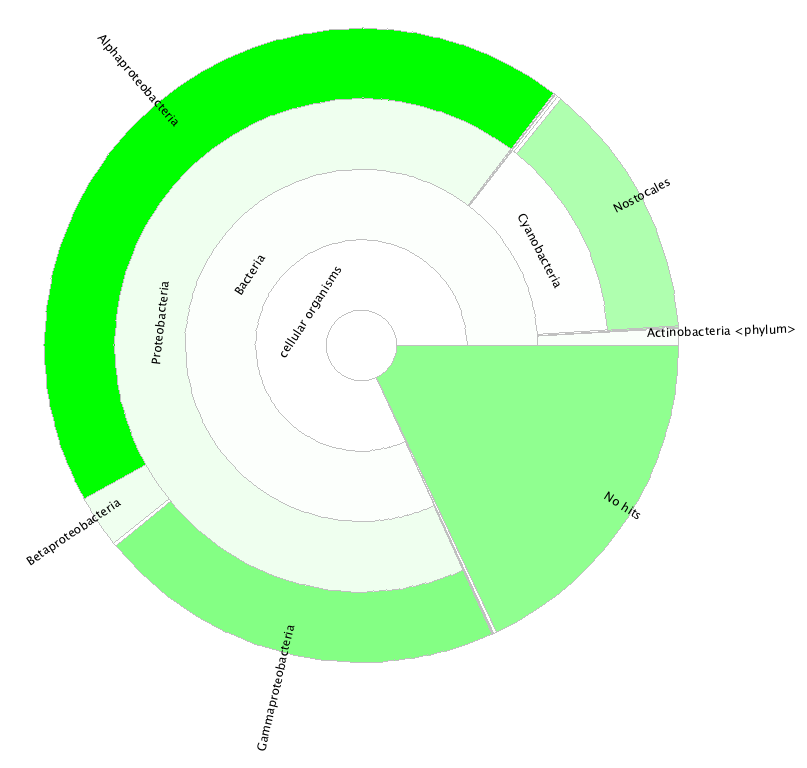 Alphaproteobacteria
Nostocales
Cyanobacteria
Bacteria
cellular organisms
Proteobacteria
Actinobacteria <phylum>
No hits
Betaproteobacteria
Gammaproteobacteria